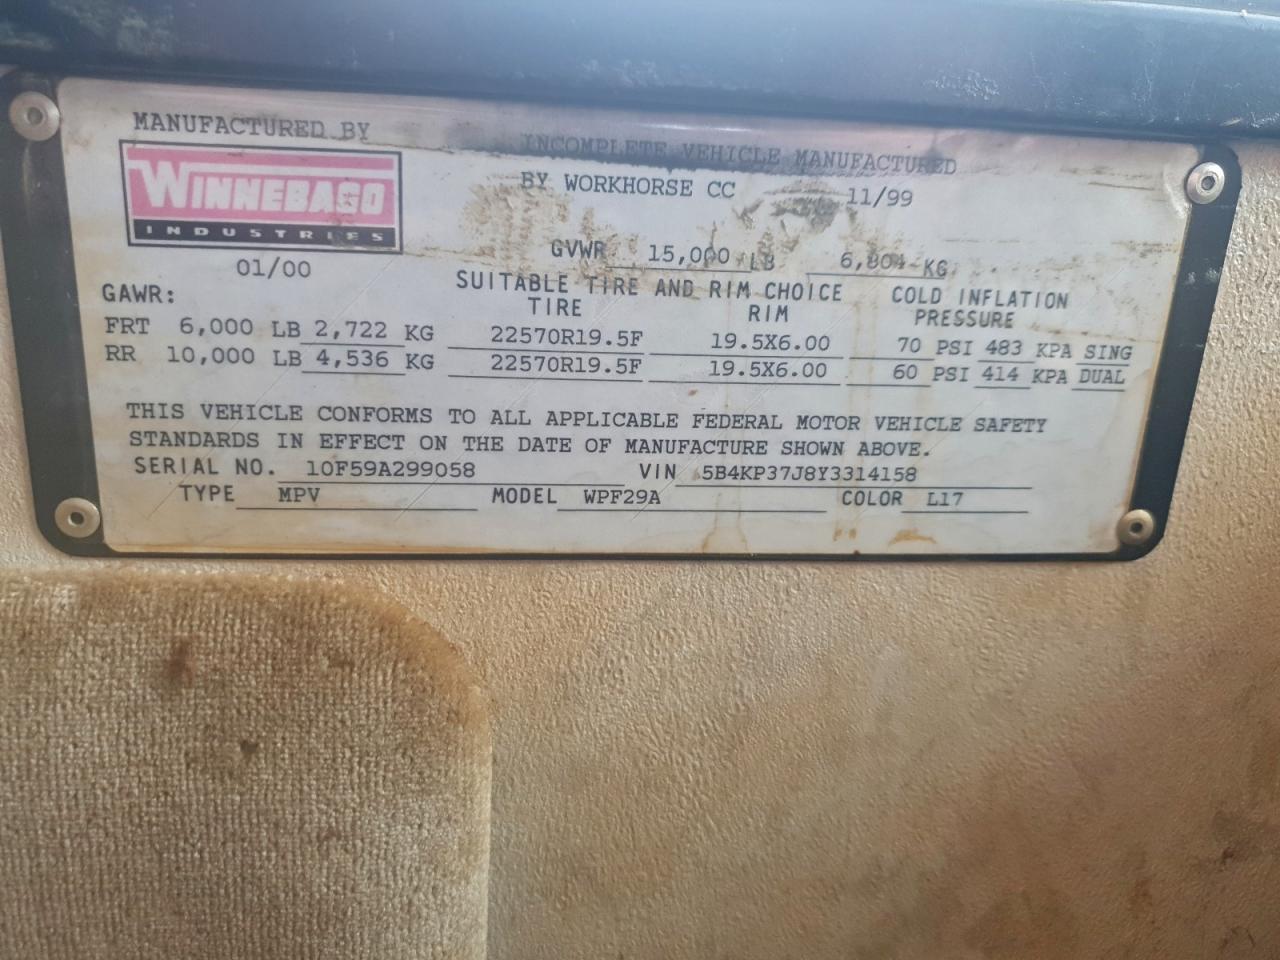 MANUFACTURED BY
WINNEBAGO
INDUSTRIES
01/00
INCOMPLETE VEHICLE MANUFACTURED
BY WORKHORSE CC 11/99
GVWR 15,000 LB 6,804 KG
GAWR: SUITABLE TIRE AND RIM CHOICE COLD INFLATION
TIRE RIM PRESSURE
FRT 6,000 LB 2,722 KG 22570R19.5F 19.5X6.00 70 PSI 483 KPA SING
RR 10,000 LB 4,536 KG 22570R19.5F 19.5X6.00 60 PSI 414 KPA DUAL
THIS VEHICLE CONFORMS TO ALL APPLICABLE FEDERAL MOTOR VEHICLE SAFETY
STANDARDS IN EFFECT ON THE DATE OF MANUFACTURE SHOWN ABOVE.
SERIAL NO. 10F59A299058 VIN 5B4KP37J8Y3314158
TYPE MPV MODEL WPF29A COLOR L17